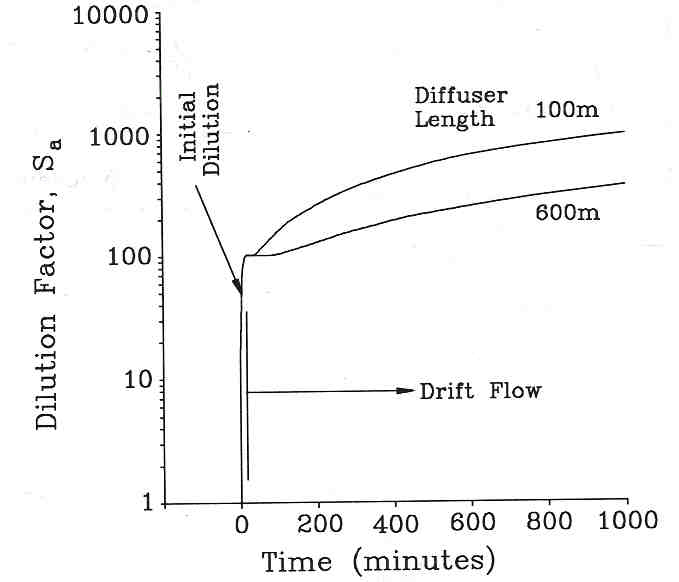 10000
1000
100
10
1
Dilution Factor, Sa
Initial
Dilution
Diffuser
Length
100m
600m
Drift Flow
0 200 400 600 800 1000
Time (minutes)